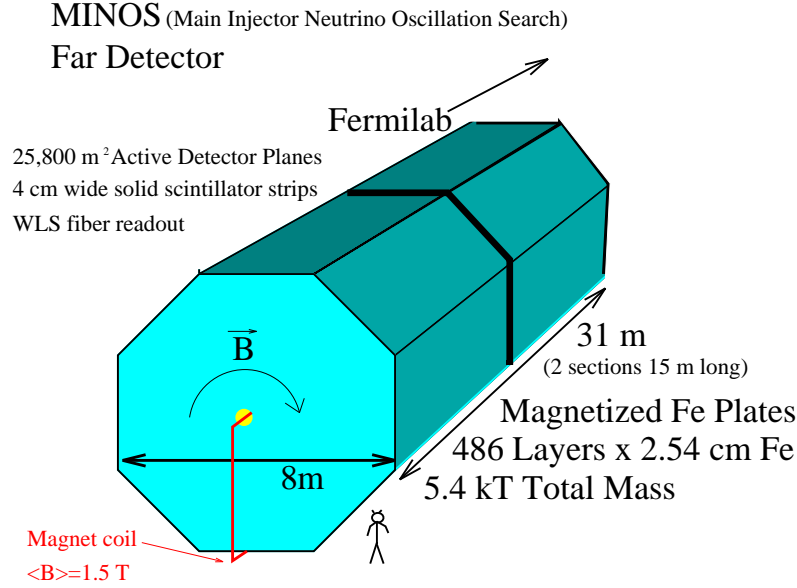 MINOS (Main Injector Neutrino Oscillation Search)
Far Detector
Fermilab
25,800 m² Active Detector Planes
4 cm wide solid scintillator strips
WLS fiber readout
B
31 m
(2 sections 15 m long)
Magnetized Fe Plates
486 Layers x 2.54 cm Fe
8m
5.4 kT Total Mass
Magnet coil
<B>=1.5 T